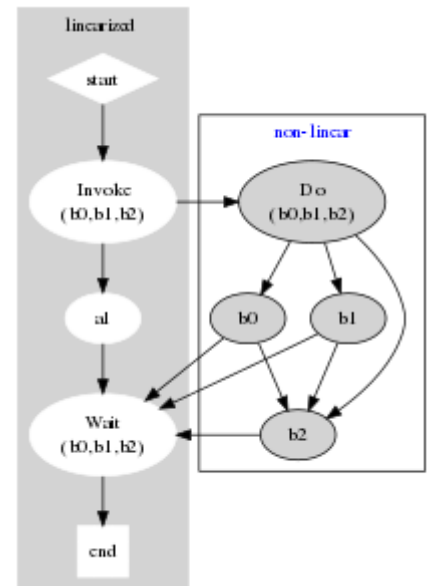 linearized
start
non-linear
Invoke
(b0,b1,b2)
Do
(b0,b1,b2)
a1
b0
b1
Wait
(b0,b1,b2)
b2
end